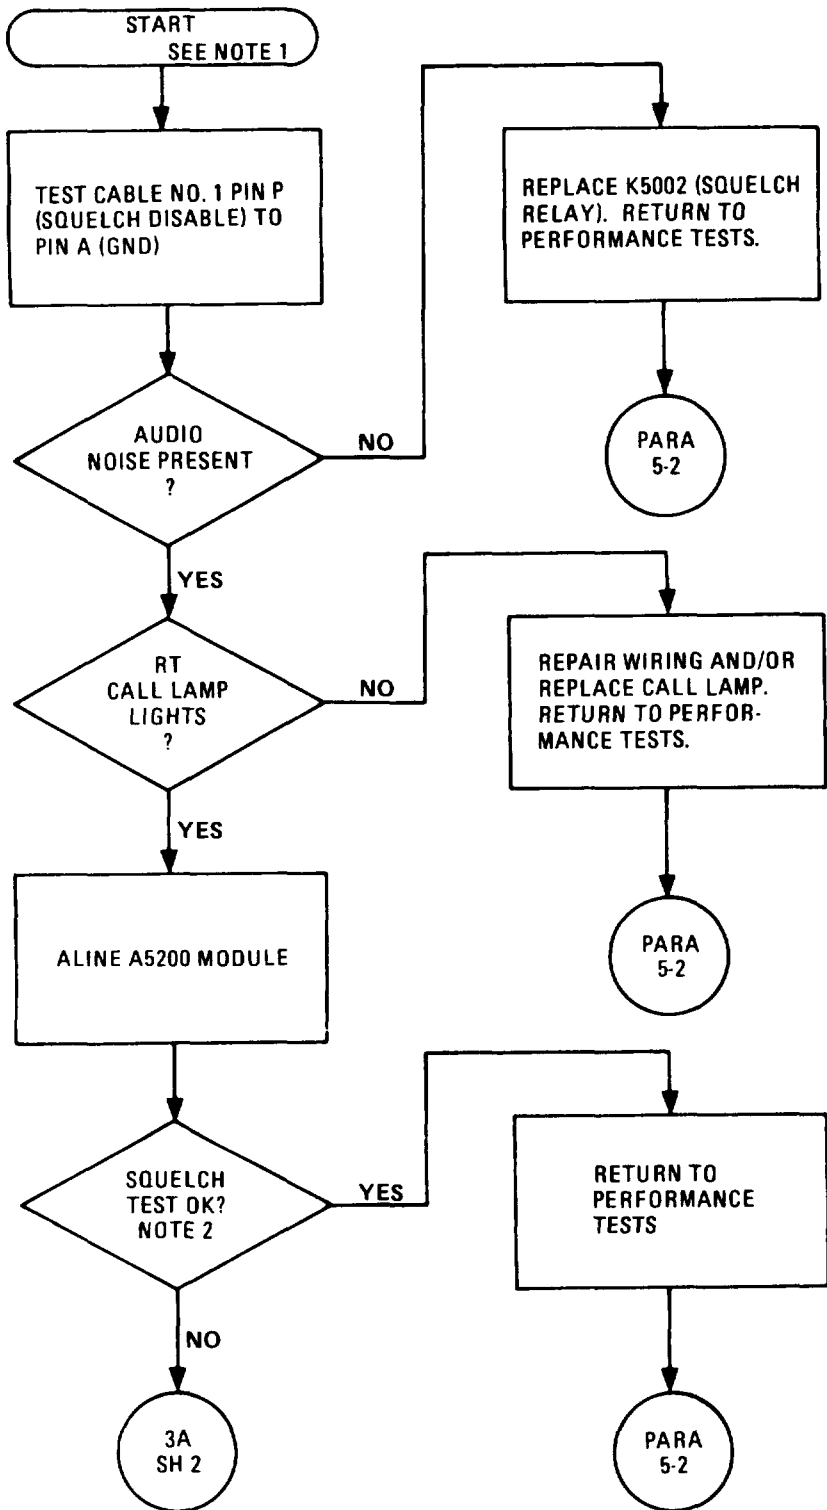 START
SEE NOTE 1
TEST CABLE NO. 1 PIN P
(SQUELCH DISABLE) TO
PIN A (GND)
REPLACE K5002 (SQUELCH
RELAY). RETURN TO
PERFORMANCE TESTS.
AUDIO
NOISE PRESENT
?
NO
PARA
5-2
YES
RT
CALL LAMP
LIGHTS
?
NO
REPAIR WIRING AND/OR
REPLACE CALL LAMP.
RETURN TO PERFOR-
MANCE TESTS.
YES
PARA
5-2
ALINE A5200 MODULE
SQUELCH
TEST OK?
NOTE 2
YES
RETURN TO
PERFORMANCE
TESTS
NO
3A
SH 2
PARA
5-2